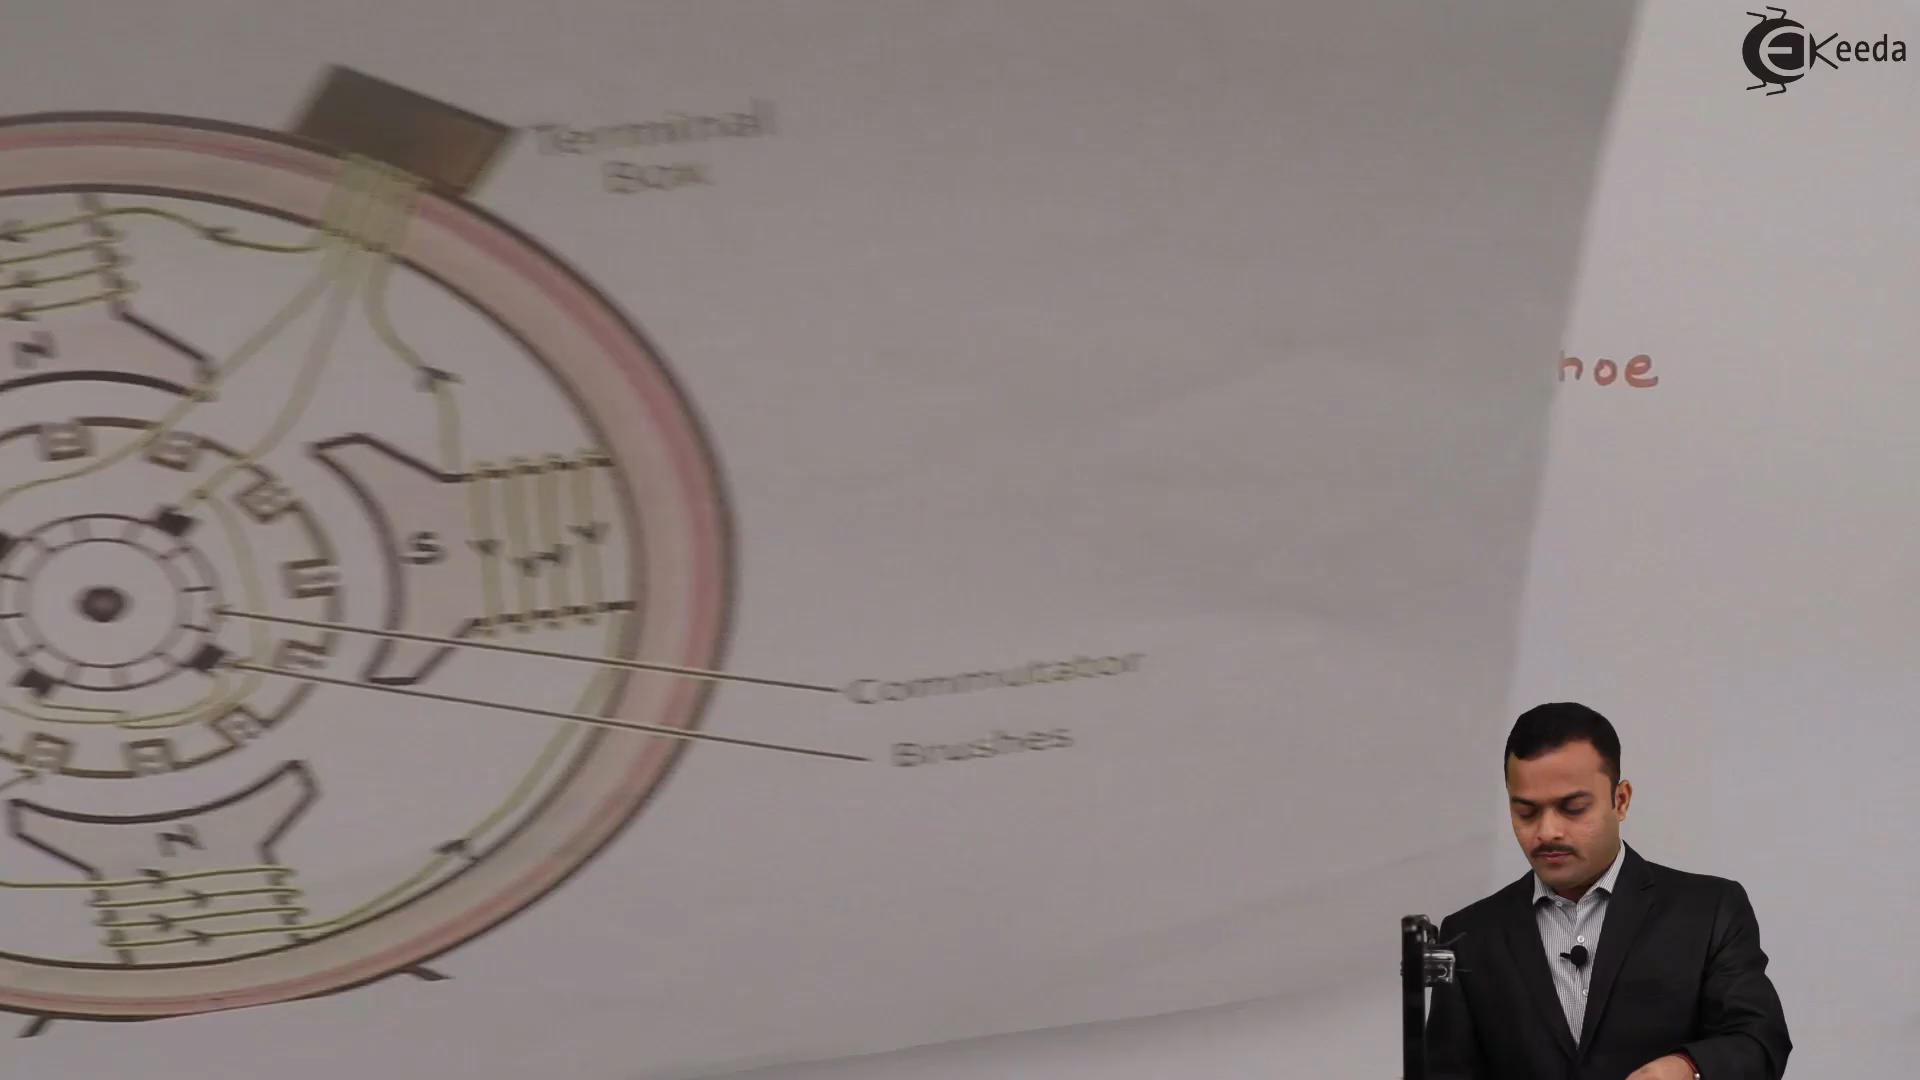 EKeeda
Terminal
Box
hoe
N
S
Commutator
Brushes
N